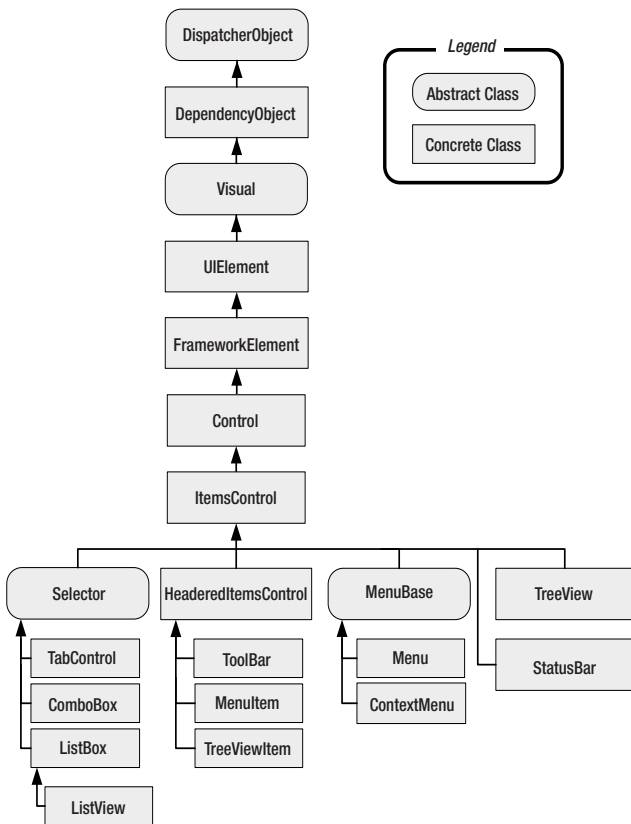 DispatcherObject
Legend
Abstract Class
DependencyObject
Concrete Class
Visual
UIElement
FrameworkElement
Control
ItemsControl
Selector
HeaderedItemsControl
MenuBase
TreeView
TabControl
ToolBar
Menu
StatusBar
ComboBox
MenuItem
ContextMenu
ListBox
TreeViewItem
ListView